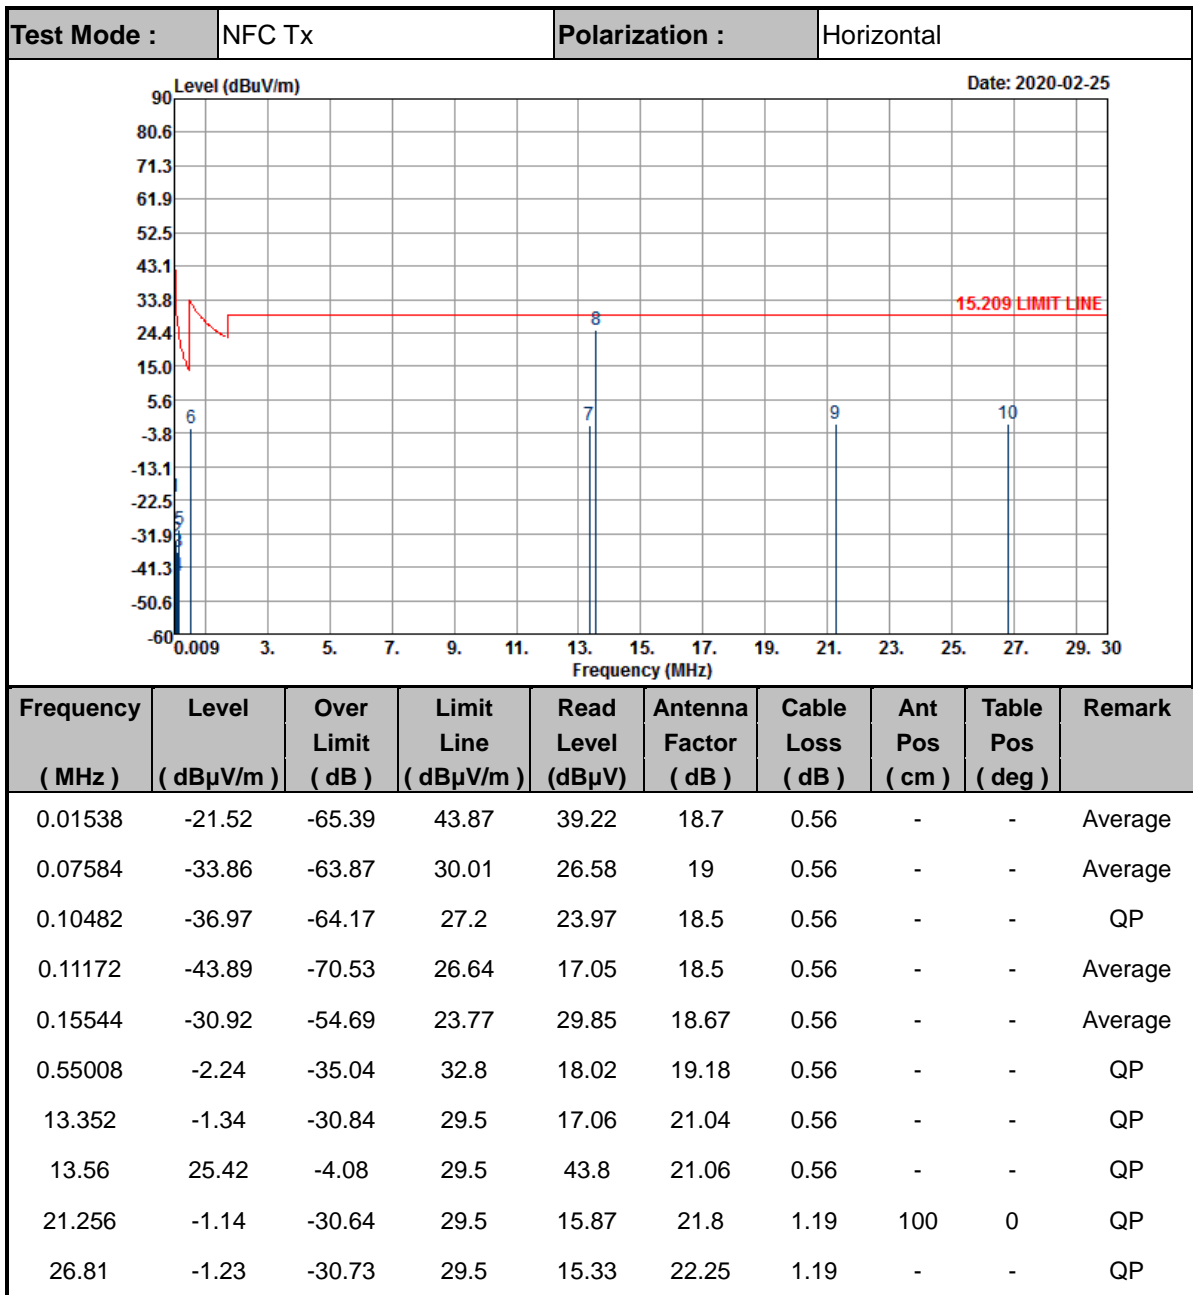 Test Mode : NFC Tx Polarization : Horizontal
Level (dBuV/m) Date: 2020-02-25
90
80.6
71.3
61.9
52.5
43.1
33.8
24.4
15.0
5.6
-3.8
-13.1
-22.5
-31.9
-41.3
-50.6
-60
15.209 LIMIT LINE
8
6 7 9 10
5
0.009 3. 5. 7. 9. 11. 13. 15. 17. 19. 21. 23. 25. 27. 29. 30
Frequency (MHz)
Frequency Level Over Limit Read Antenna Cable Ant Table Remark
Limit Line Level Factor Loss Pos Pos
( MHz ) ( dBµV/m ) ( dB ) ( dBµV/m ) (dBµV) ( dB ) ( dB ) ( cm ) ( deg )
0.01538 -21.52 -65.39 43.87 39.22 18.7 0.56 - - Average
0.07584 -33.86 -63.87 30.01 26.58 19 0.56 - - Average
0.10482 -36.97 -64.17 27.2 23.97 18.5 0.56 - - QP
0.11172 -43.89 -70.53 26.64 17.05 18.5 0.56 - - Average
0.15544 -30.92 -54.69 23.77 29.85 18.67 0.56 - - Average
0.55008 -2.24 -35.04 32.8 18.02 19.18 0.56 - - QP
13.352 -1.34 -30.84 29.5 17.06 21.04 0.56 - - QP
13.56 25.42 -4.08 29.5 43.8 21.06 0.56 - - QP
21.256 -1.14 -30.64 29.5 15.87 21.8 1.19 100 0 QP
26.81 -1.23 -30.73 29.5 15.33 22.25 1.19 - - QP